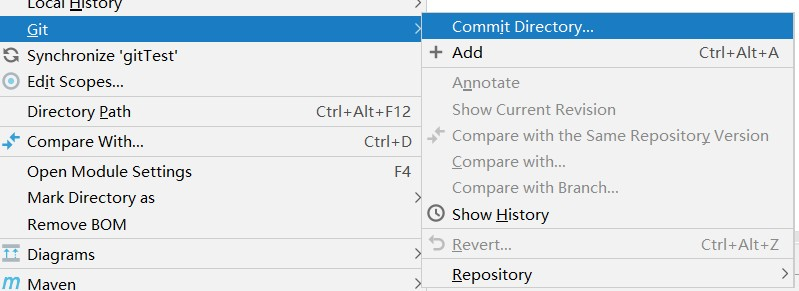 Local History
Git
Synchronize 'gitTest'
Edit Scopes...
Directory Path Ctrl+Alt+F12
Compare With... Ctrl+D
Open Module Settings F4
Mark Directory as
Remove BOM
Diagrams
Maven
Commit Directory...
Add Ctrl+Alt+A
Annotate
Show Current Revision
Compare with the Same Repository Version
Compare with...
Compare with Branch...
Show History
Revert... Ctrl+Alt+Z
Repository